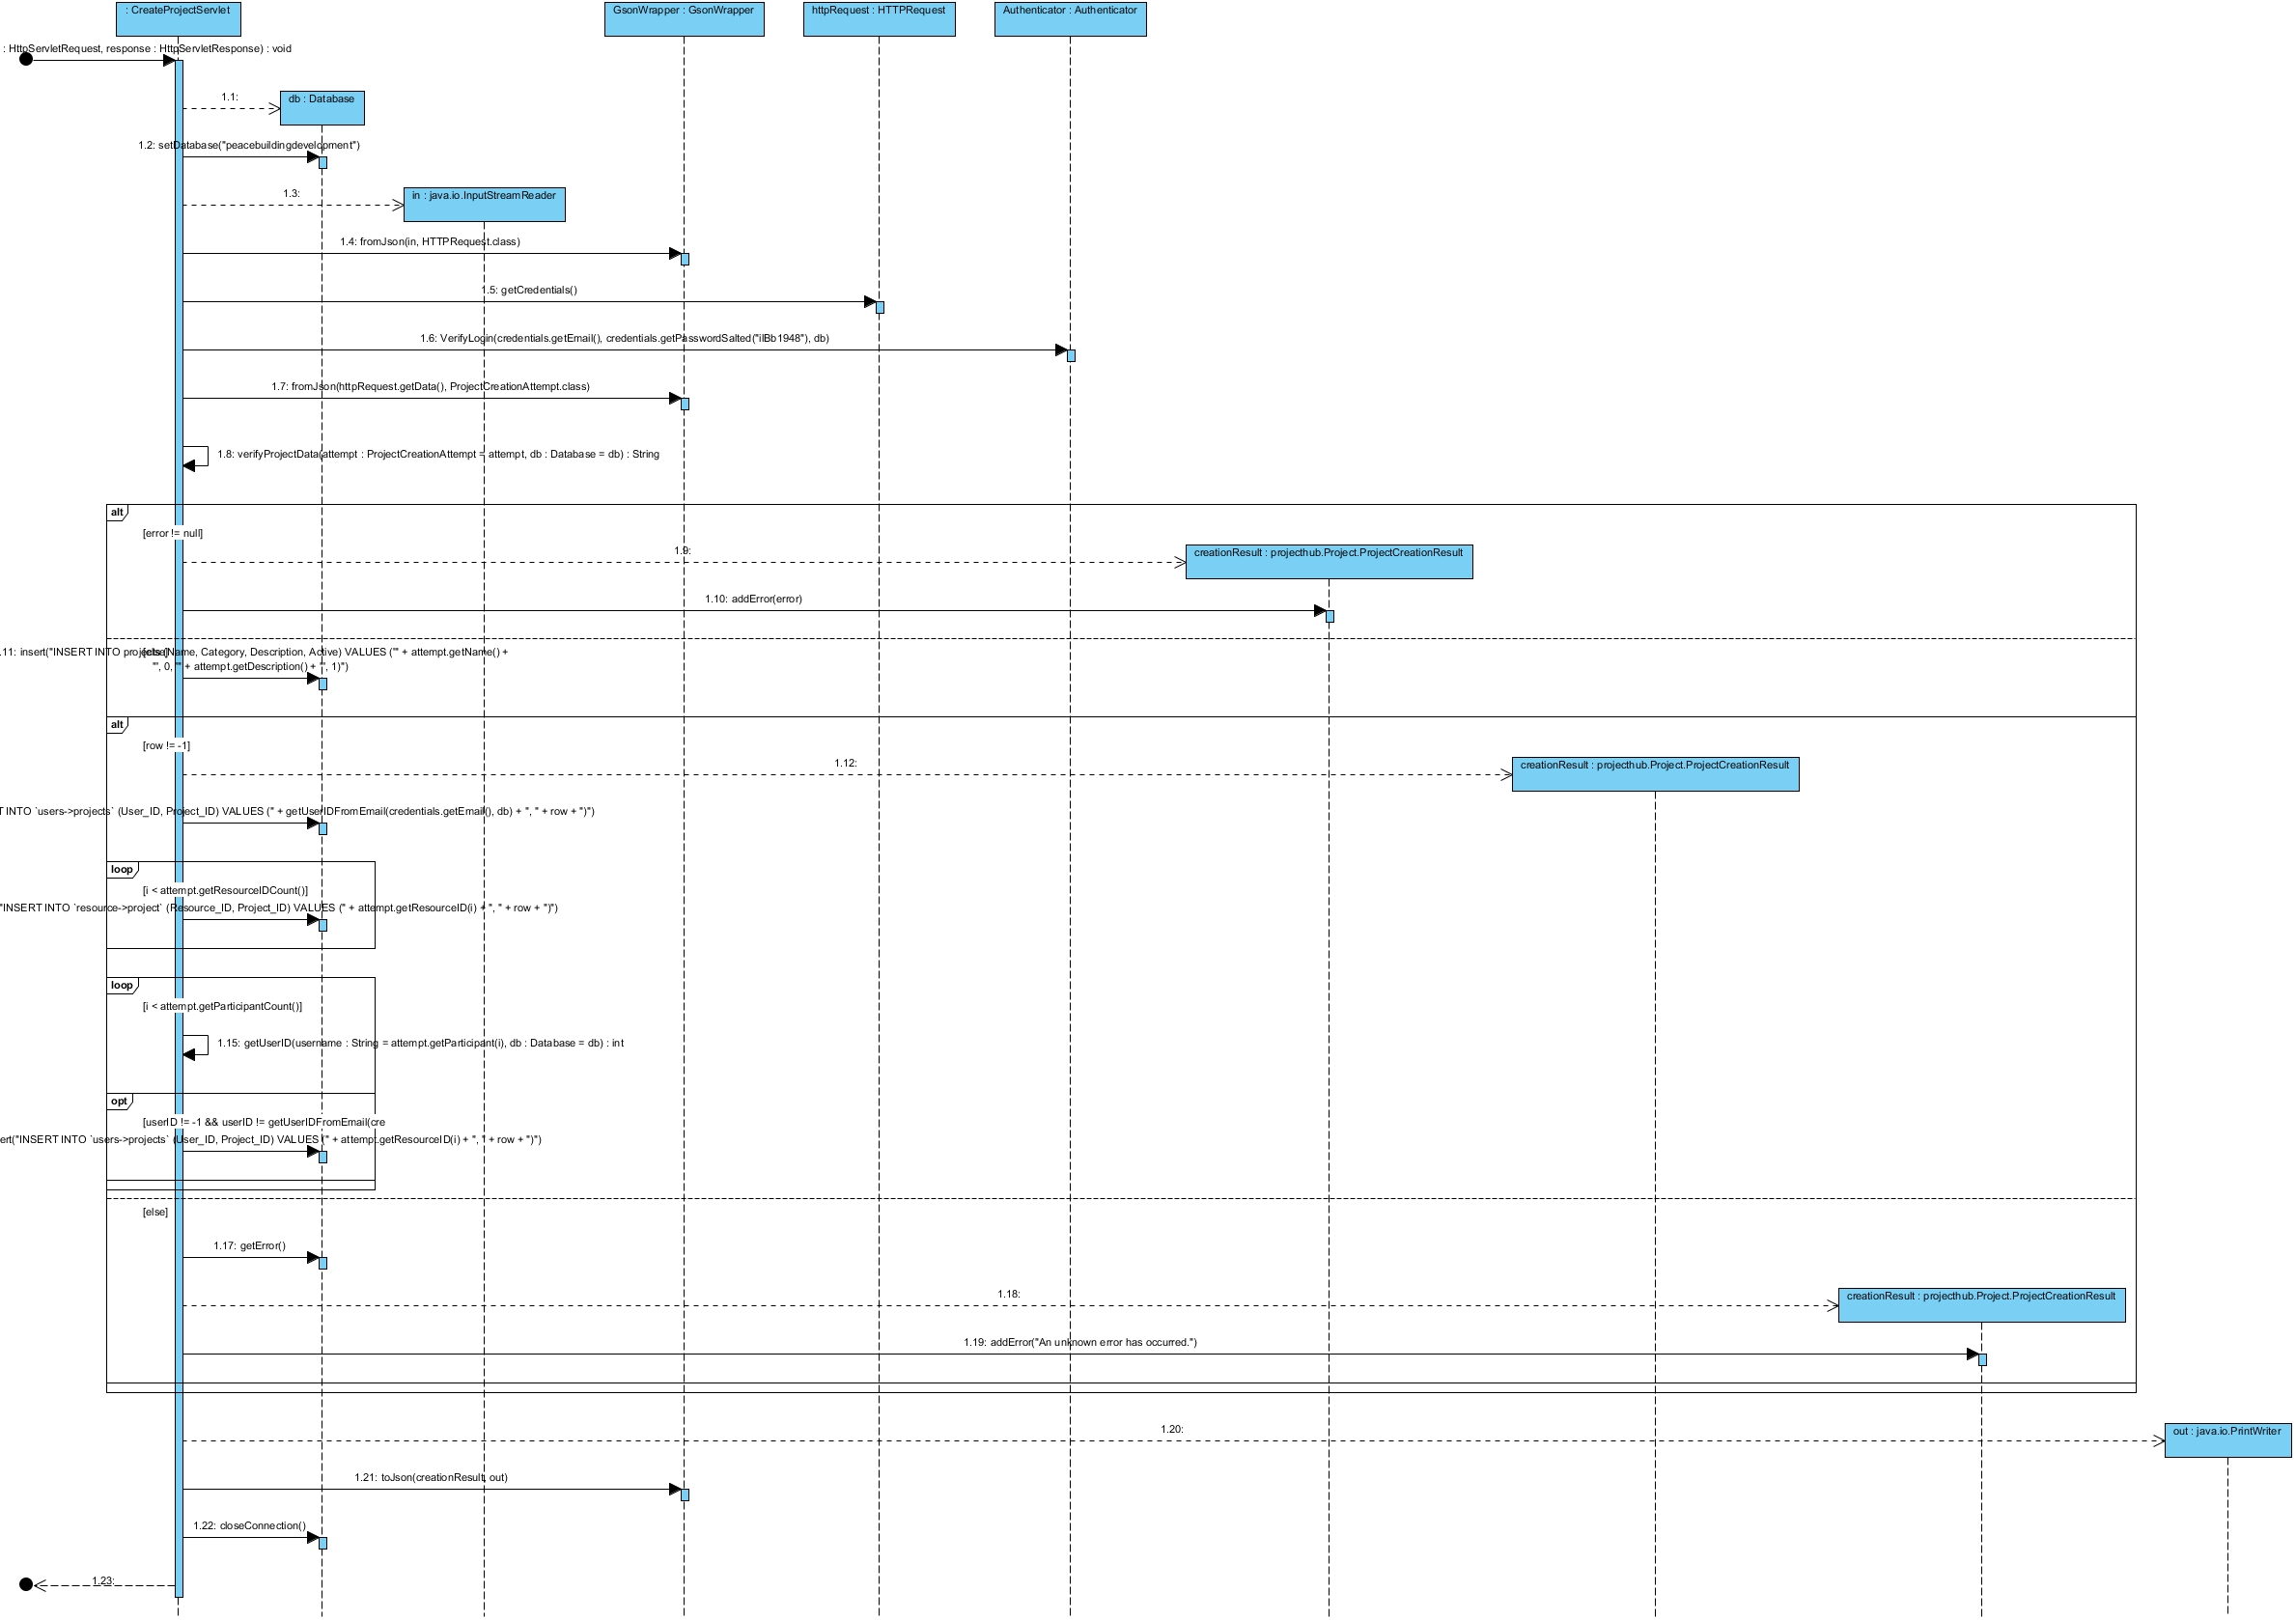 : CreateProjectServlet
GsonWrapper : GsonWrapper
httpRequest : HTTPRequest
Authenticator : Authenticator
: HttpServletRequest, response : HttpServletResponse) : void
1.1:
db : Database
1.2: setDatabase("peacebuildingdevelopment")
1.3:
in : java.io.InputStreamReader
1.4: fromJson(in, HTTPRequest.class)
1.5: getCredentials()
1.6: VerifyLogin(credentials.getEmail(), credentials.getPasswordSalted("ilBb1948"), db)
1.7: fromJson(httpRequest.getData(), ProjectCreationAttempt.class)
1.8: verifyProjectData(attempt : ProjectCreationAttempt = attempt, db : Database = db) : String
alt
[error != null]
1.9:
creationResult : projecthub.Project.ProjectCreationResult
1.10: addError(error)
[else]
.11: insert("INSERT INTO projects (Name, Category, Description, Active) VALUES ('" + attempt.getName() +
"', 0, '" + attempt.getDescription() + "', 1)")
alt
[row != -1]
1.12:
creationResult : projecthub.Project.ProjectCreationResult
T INTO `users->projects` (User_ID, Project_ID) VALUES (" + getUserIDFromEmail(credentials.getEmail(), db) + ", " + row + ")")
loop
[i < attempt.getResourceIDCount()]
"INSERT INTO `resource->project` (Resource_ID, Project_ID) VALUES (" + attempt.getResourceID(i) + ", " + row + ")")
loop
[i < attempt.getParticipantCount()]
1.15: getUserID(username : String = attempt.getParticipant(i), db : Database = db) : int
opt
[userID != -1 && userID != getUserIDFromEmail(cre
ert("INSERT INTO `users->projects` (User_ID, Project_ID) VALUES (" + attempt.getResourceID(i) + ", " + row + ")")
[else]
1.17: getError()
1.18:
creationResult : projecthub.Project.ProjectCreationResult
1.19: addError("An unknown error has occurred.")
1.20:
out : java.io.PrintWriter
1.21: toJson(creationResult, out)
1.22: closeConnection()
1.23: